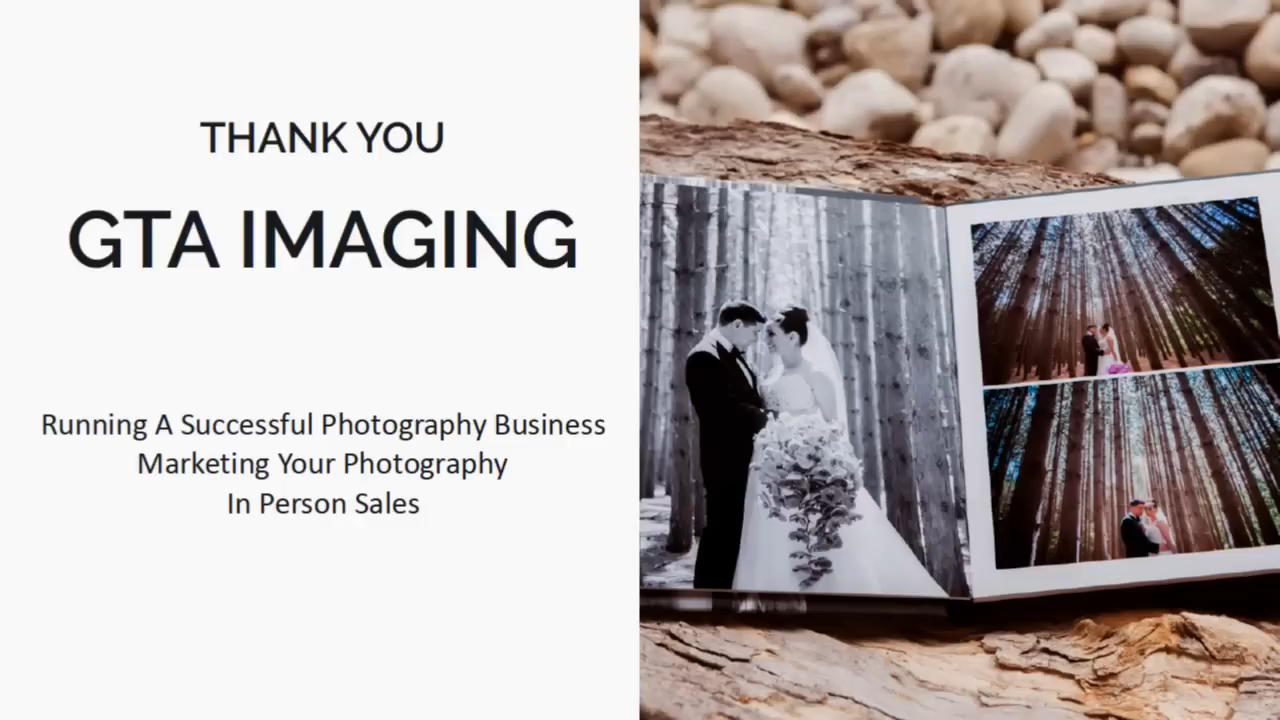 THANK YOU
GTA IMAGING
Running A Successful Photography Business
Marketing Your Photography
In Person Sales